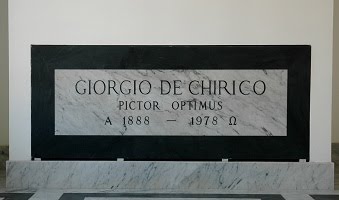 GIORGIO DE CHIRICO
PICTOR OPTIMUS
A 1888 — 1978 Ω